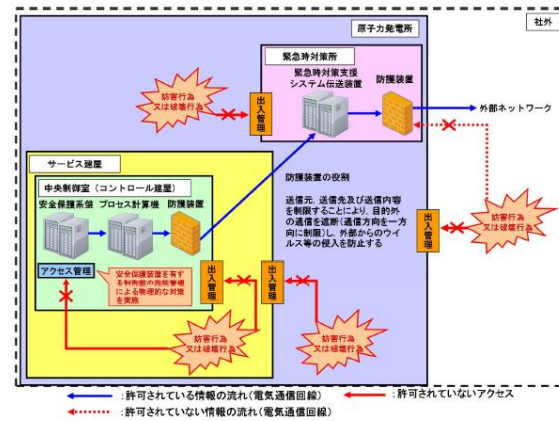 社外
原子力発電所
緊急時対策所
緊急時対策支援
システム伝送装置
防護装置
妨害行為
又は破壊行為
出入管理
外部ネットワーク
サービス建屋
中央制御室（コントロール建屋）
安全保護系盤
プロセス計算機
防護装置
防護装置の役割
送信元，送信先及び送信内容
を制限することにより，目的外
の通信を遮断（通信方向を一方
向に制限）し，外部からのウイ
ルス等の侵入を防止する
出入管理
妨害行為
又は破壊行為
アクセス管理
安全保護装置を有す
る制御盤の施錠管理
による物理的な対策
を実施
出入管理
出入管理
妨害行為
又は破壊行為
妨害行為
又は破壊行為
：許可されている情報の流れ（電気通信回線）
：許可されていないアクセス
：許可されていない情報の流れ（電気通信回線）